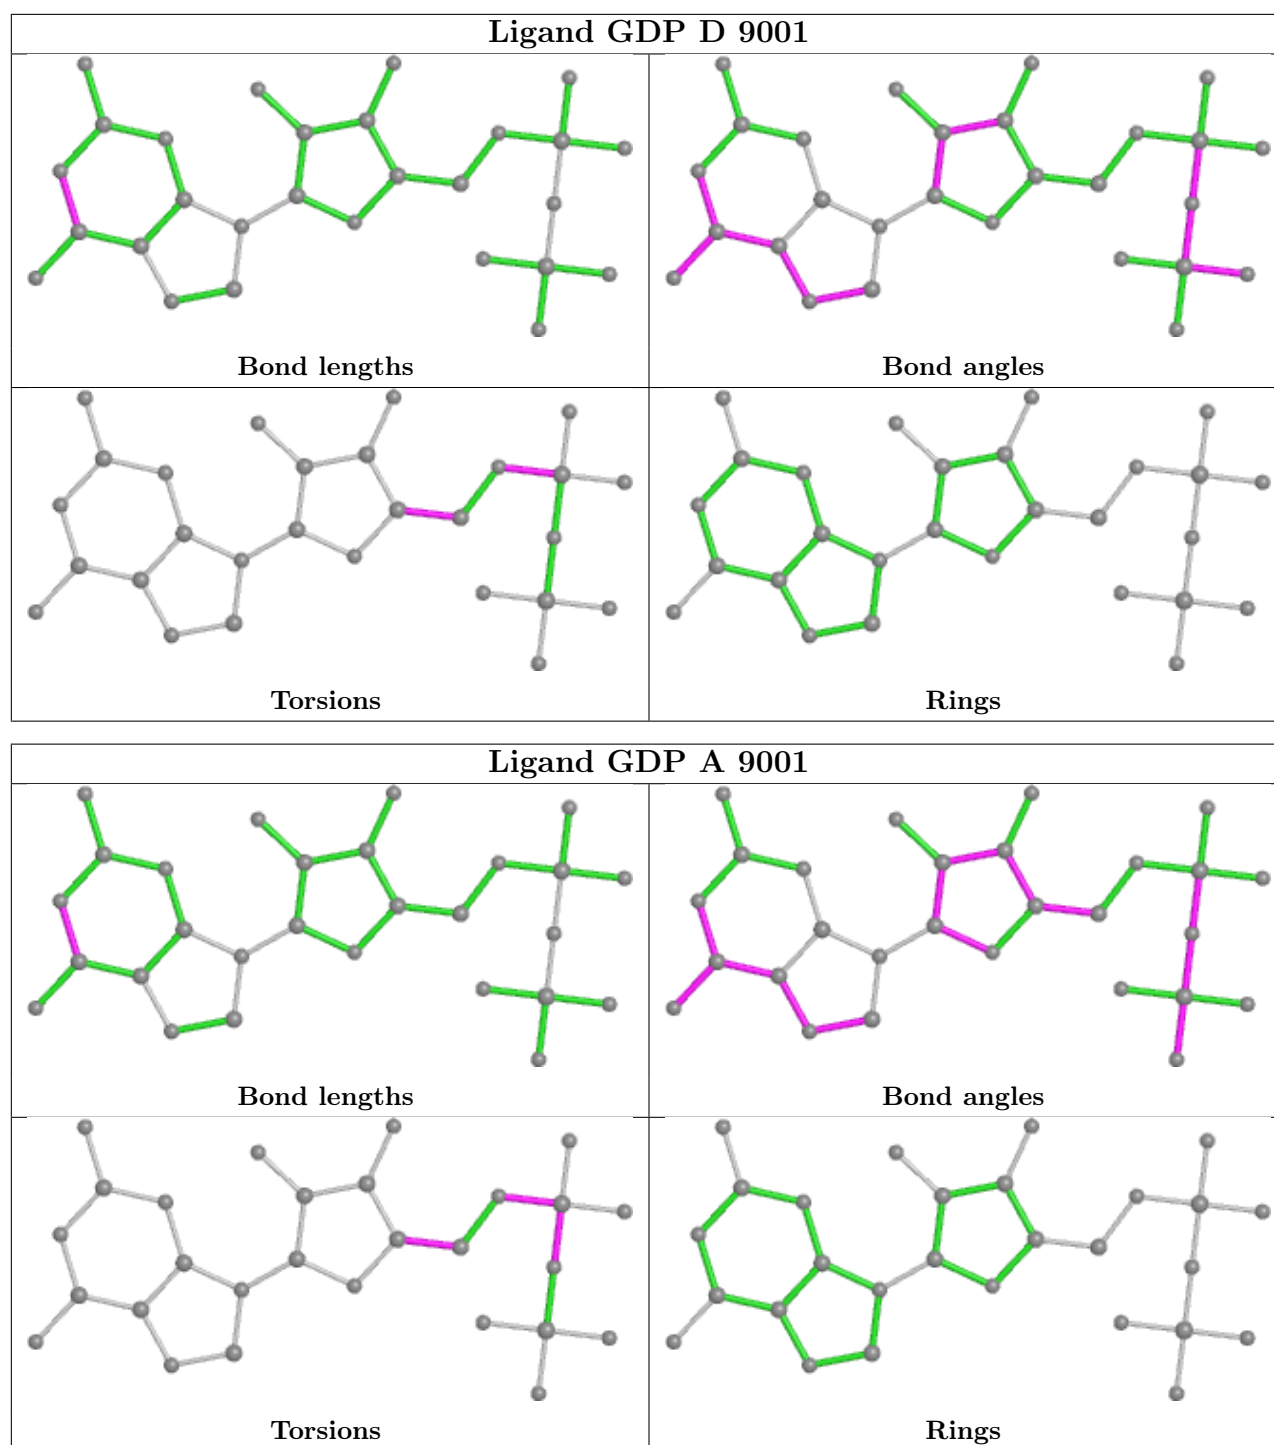 Ligand GDP D 9001
Bond lengths
Bond angles
Torsions
Rings
Ligand GDP A 9001
Bond lengths
Bond angles
Torsions
Rings